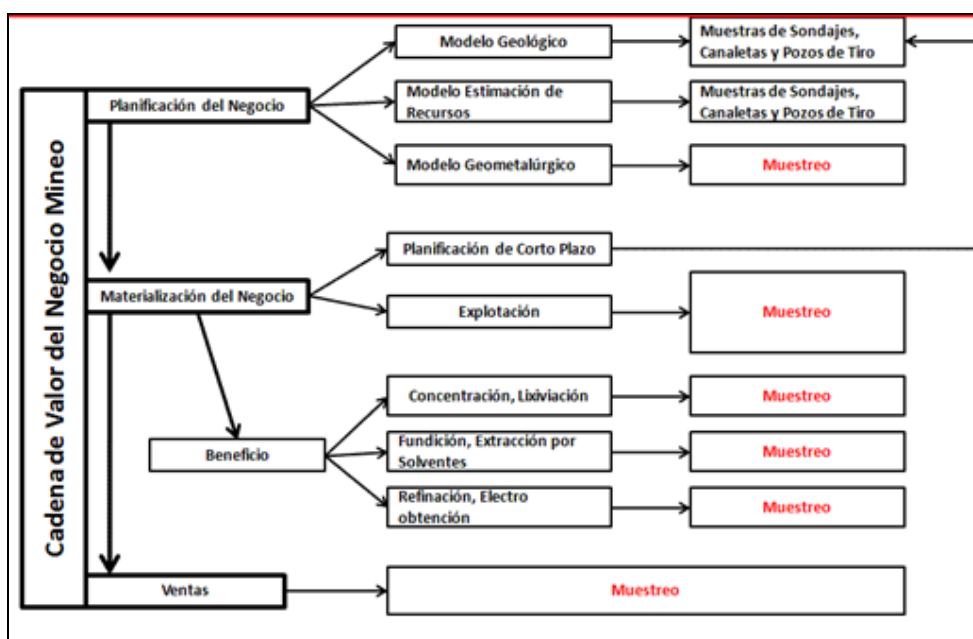 Cadena de Valor del Negocio Mineo
Modelo Geológico
Muestras de Sondajes,
Canaletas y Pozos de Tiro
Planificación del Negocio
Modelo Estimación de
Recursos
Muestras de Sondajes,
Canaletas y Pozos de Tiro
Modelo Geometalúrgico
Muestreo
Planificación de Corto Plazo
Materialización del Negocio
Explotación
Muestreo
Concentración, Lixiviación
Muestreo
Beneficio
Fundición, Extracción por
Solventes
Muestreo
Refinación, Electro
obtención
Muestreo
Ventas
Muestreo